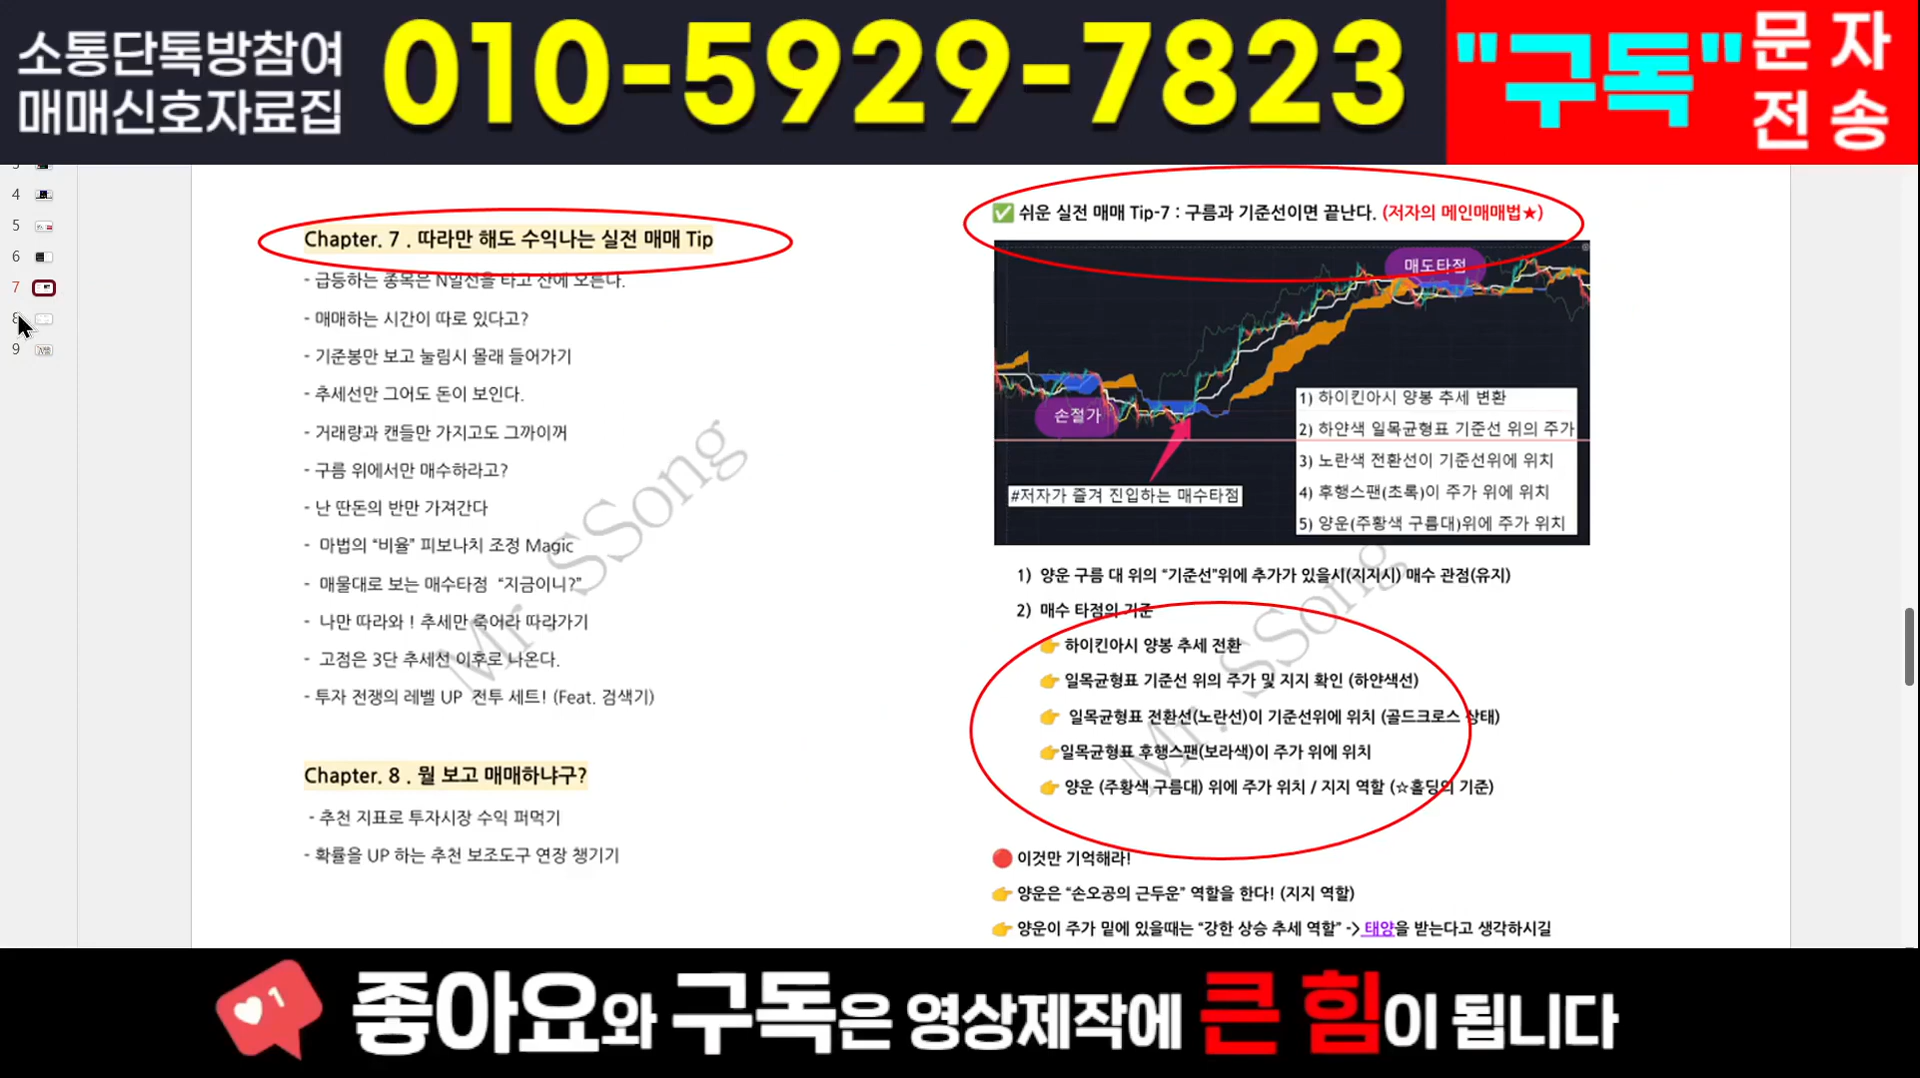 소통단톡방참여
매매신호자료집
010-5929-7823
"구독"
문자
전송
4
5
6
7
8
9
Chapter. 7 . 따라만 해도 수익나는 실전 매매 Tip
- 급등하는 종목은 N일선을 타고 산에 오른다.
- 매매하는 시간이 따로 있다고?
- 기준봉만 보고 눌림시 몰래 들어가기
- 추세선만 그어도 돈이 보인다.
- 거래량과 캔들만 가지고도 그까이꺼
- 구름 위에서만 매수하라고?
- 난 딴돈의 반만 가져간다
- 마법의 “비율” 피보나치 조정 Magic
- 매물대로 보는 매수타점 “지금이니?”
- 나만 따라와 ! 추세만 죽어라 따라가기
- 고점은 3단 추세선 이후로 나온다.
- 투자 전쟁의 레벨 UP 전투 세트! (Feat. 검색기)
Chapter. 8 . 뭘 보고 매매하냐구?
- 추천 지표로 투자시장 수익 퍼먹기
- 확률을 UP 하는 추천 보조도구 연장 챙기기
Mr. SSong
✅ 쉬운 실전 매매 Tip-7 : 구름과 기준선이면 끝난다. (저자의 메인매매법★)
매도타점
손절가
#저자가 즐겨 진입하는 매수타점
1) 하이킨아시 양봉 추세 변환
2) 하얀색 일목균형표 기준선 위의 주가
3) 노란색 전환선이 기준선위에 위치
4) 후행스팬(초록)이 주가 위에 위치
5) 양운(주황색 구름대)위에 주가 위치
1) 양운 구름 대 위의 “기준선”위에 추가가 있을시(지지시) 매수 관점(유지)
2) 매수 타점의 기준
👉 하이킨아시 양봉 추세 전환
👉 일목균형표 기준선 위의 주가 및 지지 확인 (하얀색선)
👉 일목균형표 전환선(노란선)이 기준선위에 위치 (골드크로스 상태)
👉 일목균형표 후행스팬(보라색)이 주가 위에 위치
👉 양운 (주황색 구름대) 위에 주가 위치 / 지지 역할 (☆홀딩의 기준)
Mr. SSong
🔴 이것만 기억해라!
👉 양운은 “손오공의 근두운” 역할을 한다! (지지 역할)
👉 양운이 주가 밑에 있을때는 “강한 상승 추세 역할” -> 태양을 받는다고 생각하시길
1
좋아요와 구독은 영상제작에 큰 힘이 됩니다